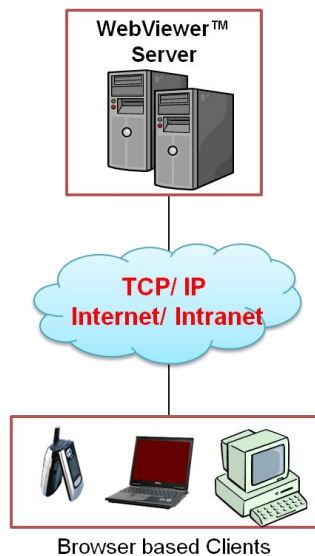 WebViewer™
Server
TCP/ IP
Internet/ Intranet
Browser based Clients